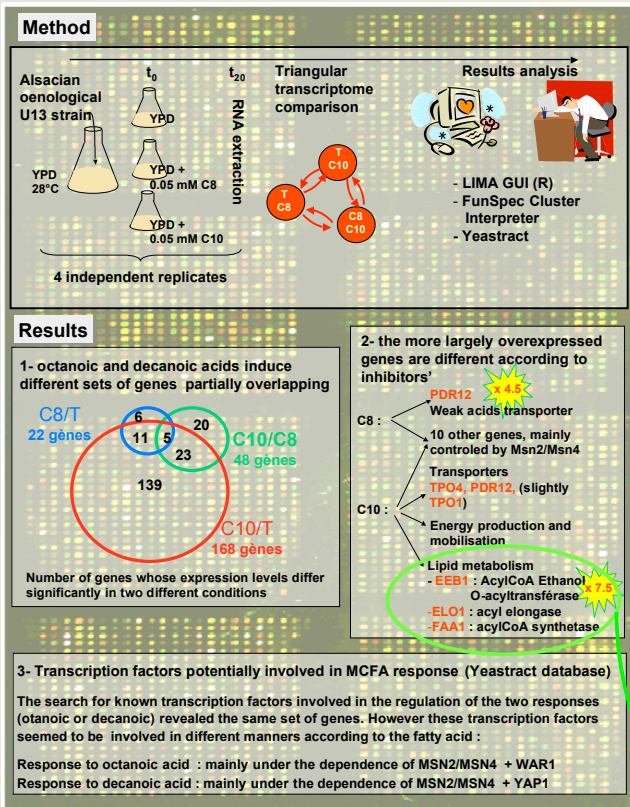 Method
t0
t20
Alsacian
oenological
U13 strain
YPD
28°C
YPD
YPD +
0.05 mM C8
YPD +
0.05 mM C10
RNA extraction
4 independent replicates
Triangular
transcriptome
comparison
T
C10
T
C8
C8
C10
Results analysis
- LIMA GUI (R)
- FunSpec Cluster
Interpreter
- Yeastract
Results
1- octanoic and decanoic acids induce
different sets of genes partially overlapping
C8/T
22 gènes
6
20
11
5
C10/C8
48 gènes
23
139
C10/T
168 gènes
Number of genes whose expression levels differ
significantly in two different conditions
2- the more largely overexpressed
genes are different according to
inhibitors’
PDR12
x 4.5
Weak acids transporter
C8 :
10 other genes, mainly
controled by Msn2/Msn4
Transporters
TPO4, PDR12, (slightly
TPO1)
C10 :
Energy production and
mobilisation
Lipid metabolism
- EEB1 : AcylCoA Ethanol
O-acyltransférase
x 7.5
-ELO1 : acyl elongase
-FAA1 : acylCoA synthetase
3- Transcription factors potentially involved in MCFA response (Yeastract database)
The search for known transcription factors involved in the regulation of the two responses
(otanoic or decanoic) revealed the same set of genes. However these transcription factors
seemed to be involved in different manners according to the fatty acid :
Response to octanoic acid : mainly under the dependence of MSN2/MSN4 + WAR1
Response to decanoic acid : mainly under the dependence of MSN2/MSN4 + YAP1